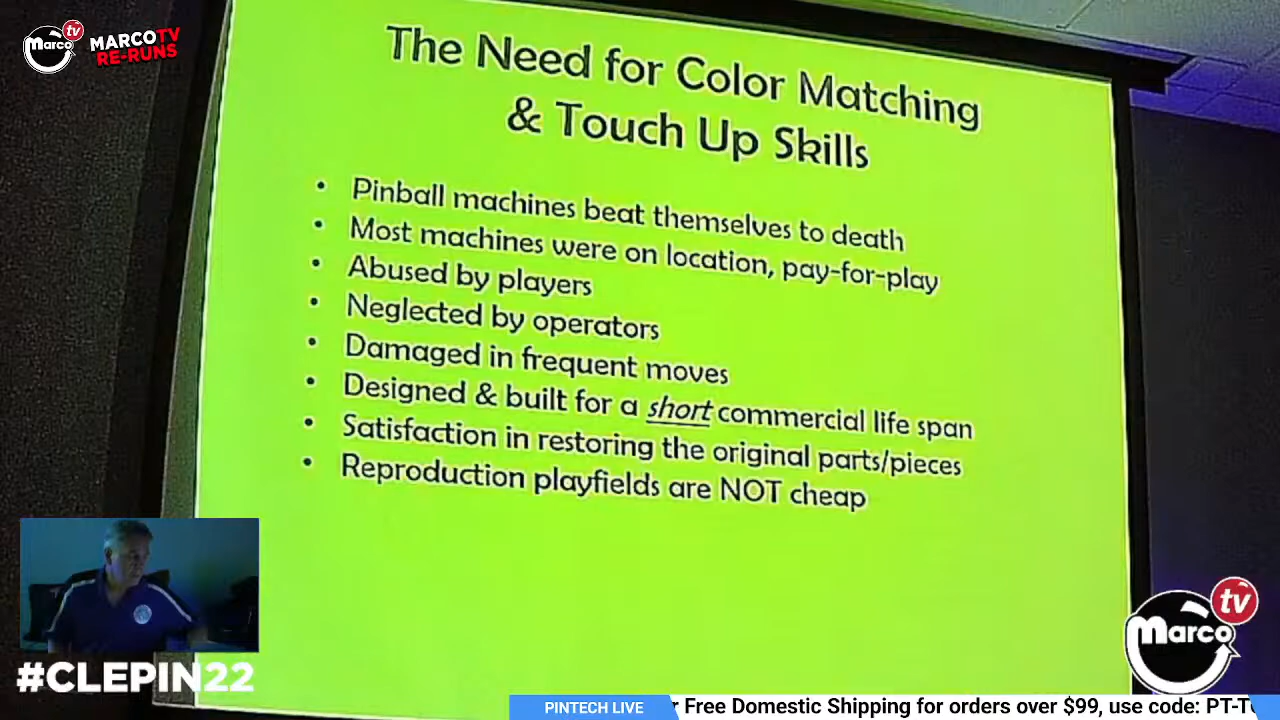 Marco tv
MARCOTV
RE-RUNS
The Need for Color Matching
& Touch Up Skills
• Pinball machines beat themselves to death
• Most machines were on location, pay-for-play
• Abused by players
• Neglected by operators
• Damaged in frequent moves
• Designed & built for a short commercial life span
• Satisfaction in restoring the original parts/pieces
• Reproduction playfields are NOT cheap
#CLEPIN22
marco tv
PINTECH LIVE
Free Domestic Shipping for orders over $99, use code: